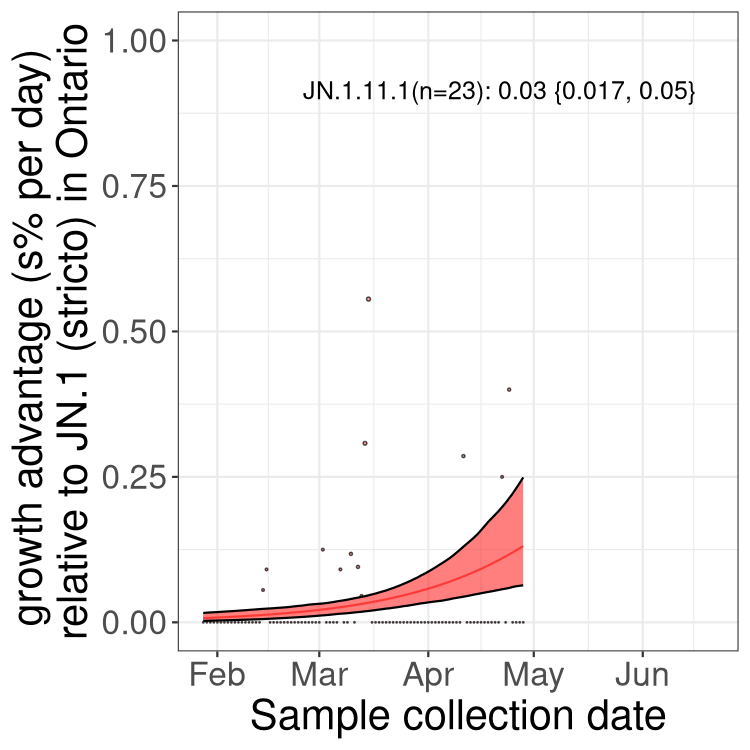 growth advantage (s% per day)
relative to JN.1 (stricto) in Ontario
1.00
0.75
0.50
0.25
0.00
JN.1.11.1(n=23): 0.03 {0.017, 0.05}
Feb Mar Apr May Jun
Sample collection date